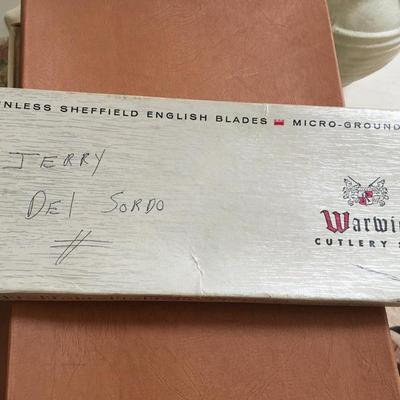 NLESS SHEFFIELD ENGLISH BLADES MICRO-GROUND
JERRY
DEl SORDO
Warwi
CUTLERY S